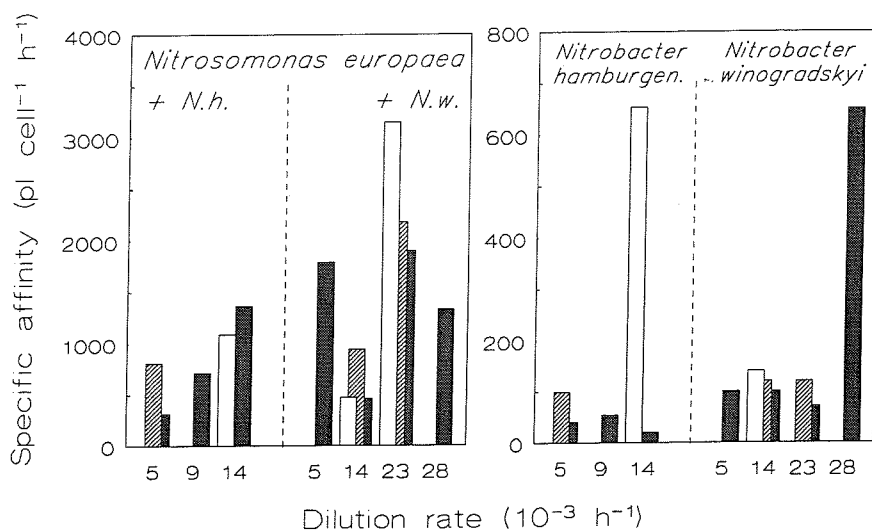 Specific affinity (pl cell⁻¹ h⁻¹)
4000
3000
2000
1000
0
Nitrosomonas europaea
+ N.h.
+ N.w.
5 9 14 5 14 23 28
800
600
400
200
0
Nitrobacter
hamburgen.
Nitrobacter
winogradskyi
5 9 14 5 14 23 28
Dilution rate (10⁻³ h⁻¹)